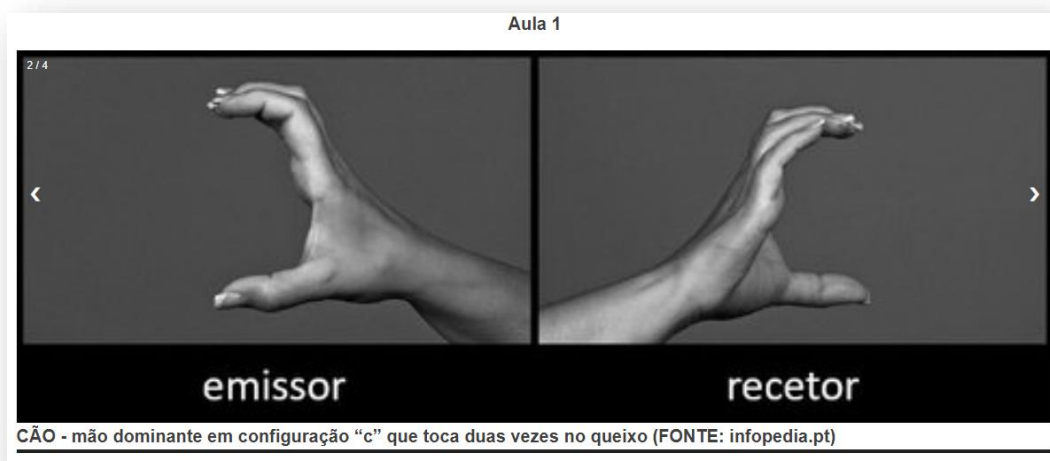 Aula 1
2 / 4
‹ ›
emissor recetor
CÃO - mão dominante em configuração “c” que toca duas vezes no queixo (FONTE: infopedia.pt)